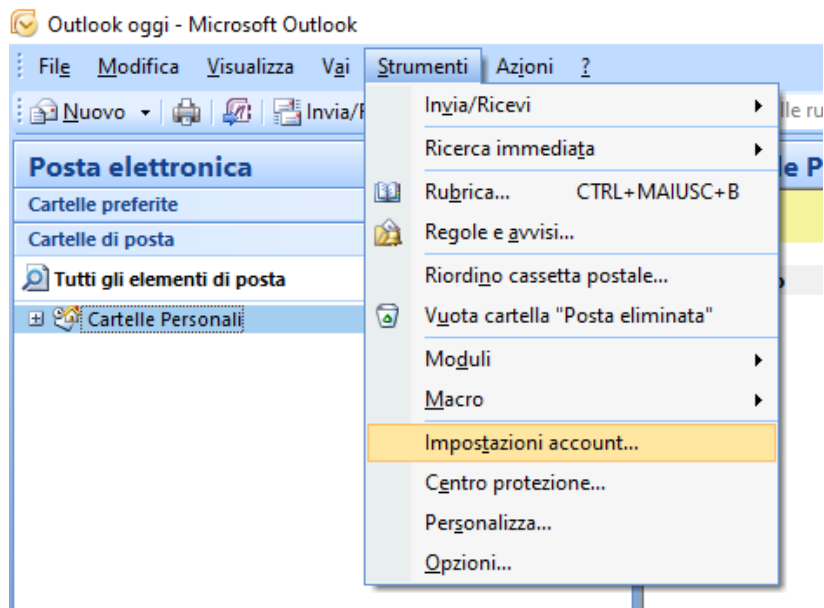 Outlook oggi - Microsoft Outlook
File Modifica Visualizza Vai Strumenti Azioni ?
Nuovo Invia/
Posta elettronica
Cartelle preferite
Cartelle di posta
Tutti gli elementi di posta
Cartelle Personali
Invia/Ricevi
Ricerca immediata
Rubrica... CTRL+MAIUSC+B
Regole e avvisi...
Riordino cassetta postale...
Vuota cartella "Posta eliminata"
Moduli
Macro
Impostazioni account...
Centro protezione...
Personalizza...
Opzioni...